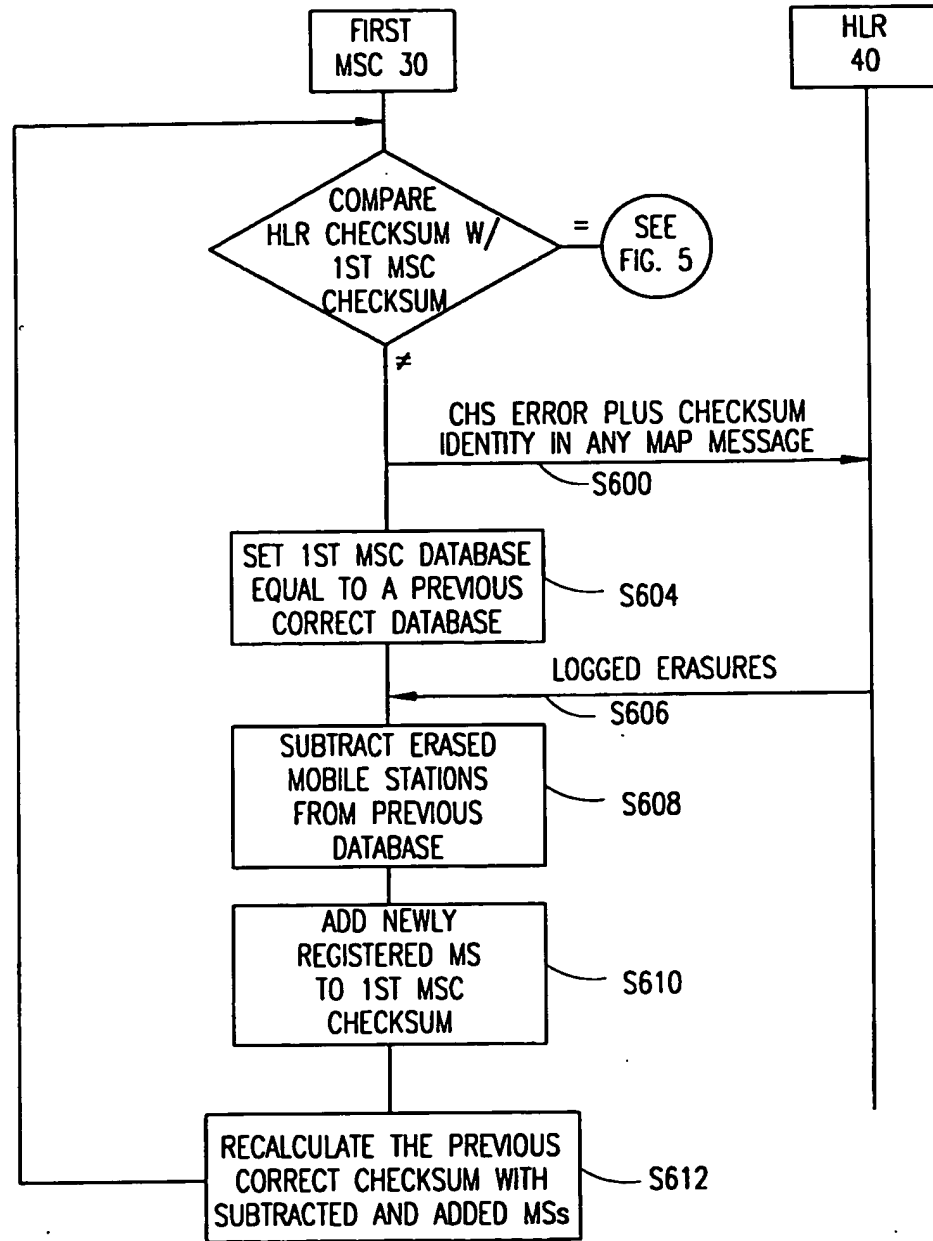 FIRST
MSC 30
HLR
40
COMPARE
HLR CHECKSUM W/
1ST MSC
CHECKSUM
=
SEE
FIG. 5
≠
CHS ERROR PLUS CHECKSUM
IDENTITY IN ANY MAP MESSAGE
S600
SET 1ST MSC DATABASE
EQUAL TO A PREVIOUS
CORRECT DATABASE
S604
LOGGED ERASURES
S606
SUBTRACT ERASED
MOBILE STATIONS
FROM PREVIOUS
DATABASE
S608
ADD NEWLY
REGISTERED MS
TO 1ST MSC
CHECKSUM
S610
RECALCULATE THE PREVIOUS
CORRECT CHECKSUM WITH
SUBTRACTED AND ADDED MSs
S612